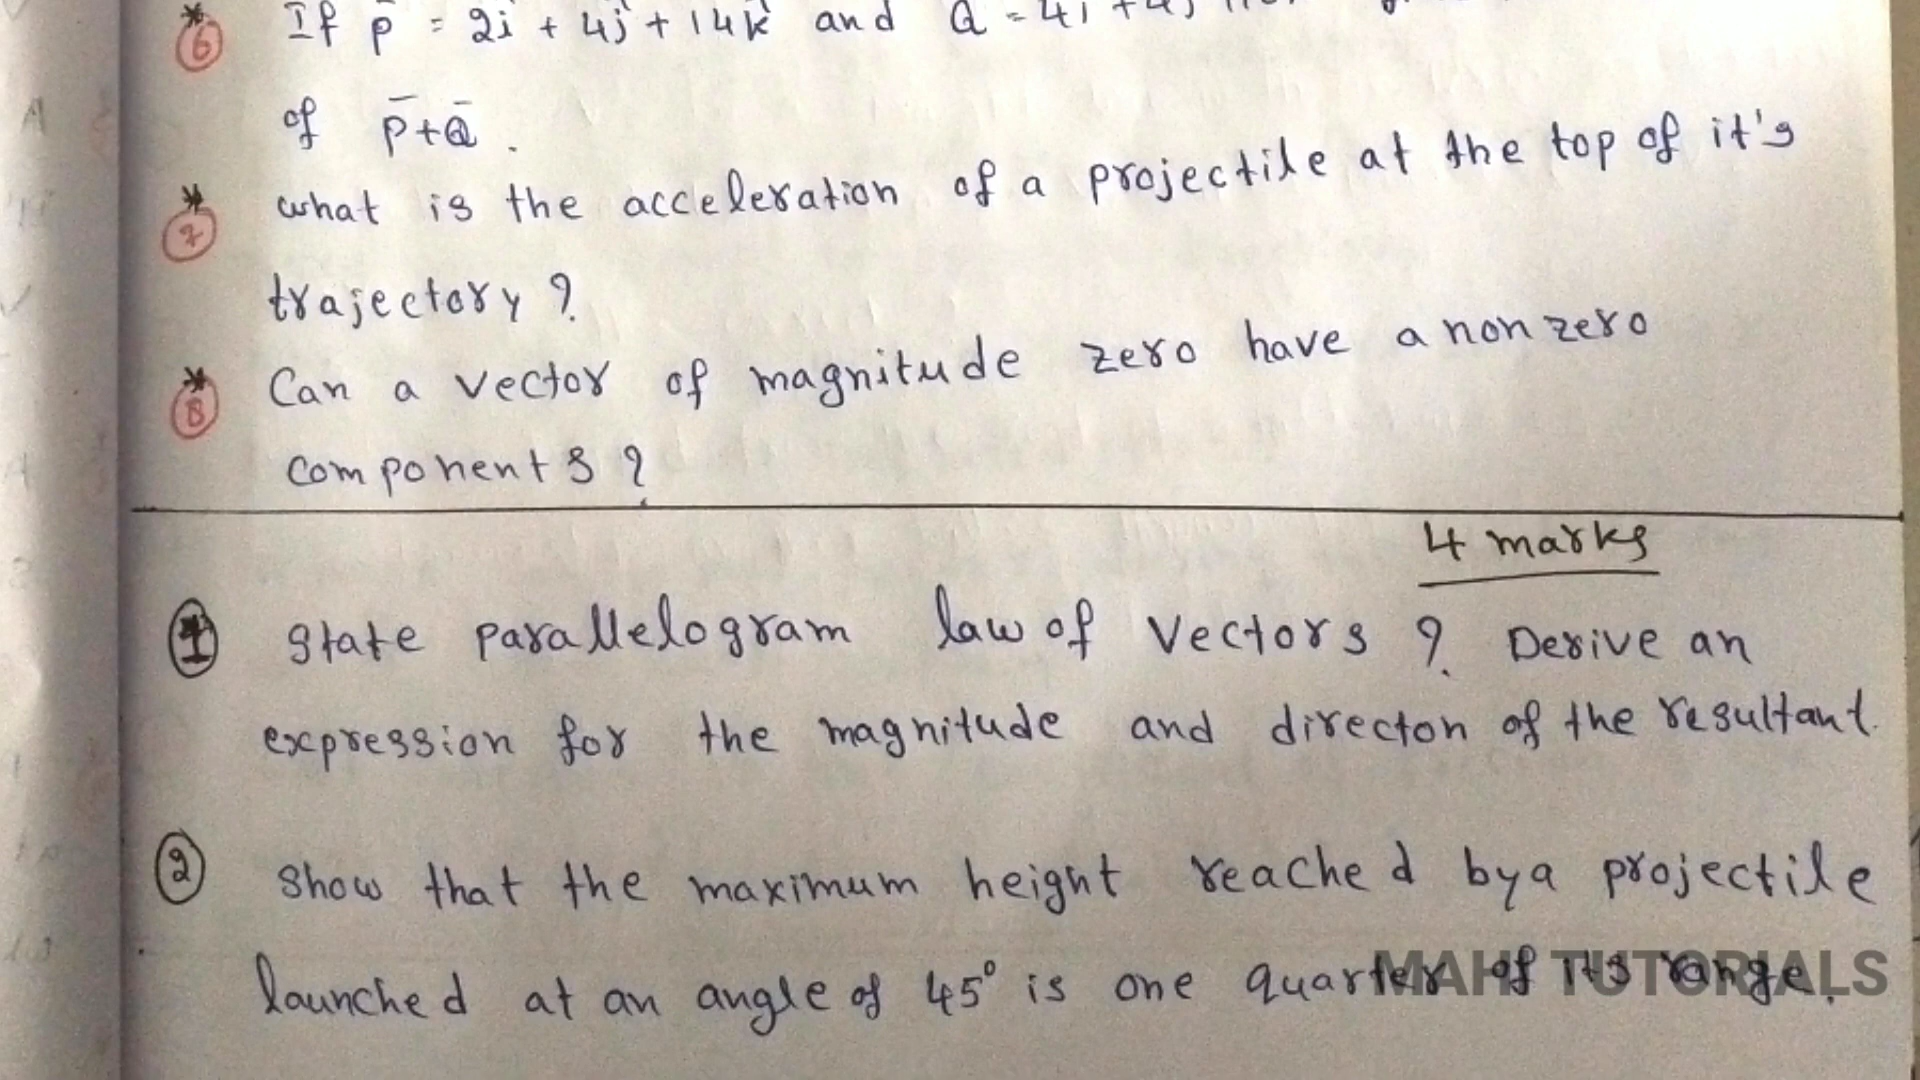 6 If p̄ = 2i + 4j + 14k and Q = 4i + 4j
of p̄+Q̄.
7 what is the acceleration of a projectile at the top of it's
trajectory ?
8 Can a vector of magnitude zero have a non zero
components ?
4 marks
1 State parallelogram law of vectors ? Derive an
expression for the magnitude and directon of the resultant.
2 Show that the maximum height reached by a projectile
launched at an angle of 45° is one quarter of its range.
MAHI TUTORIALS